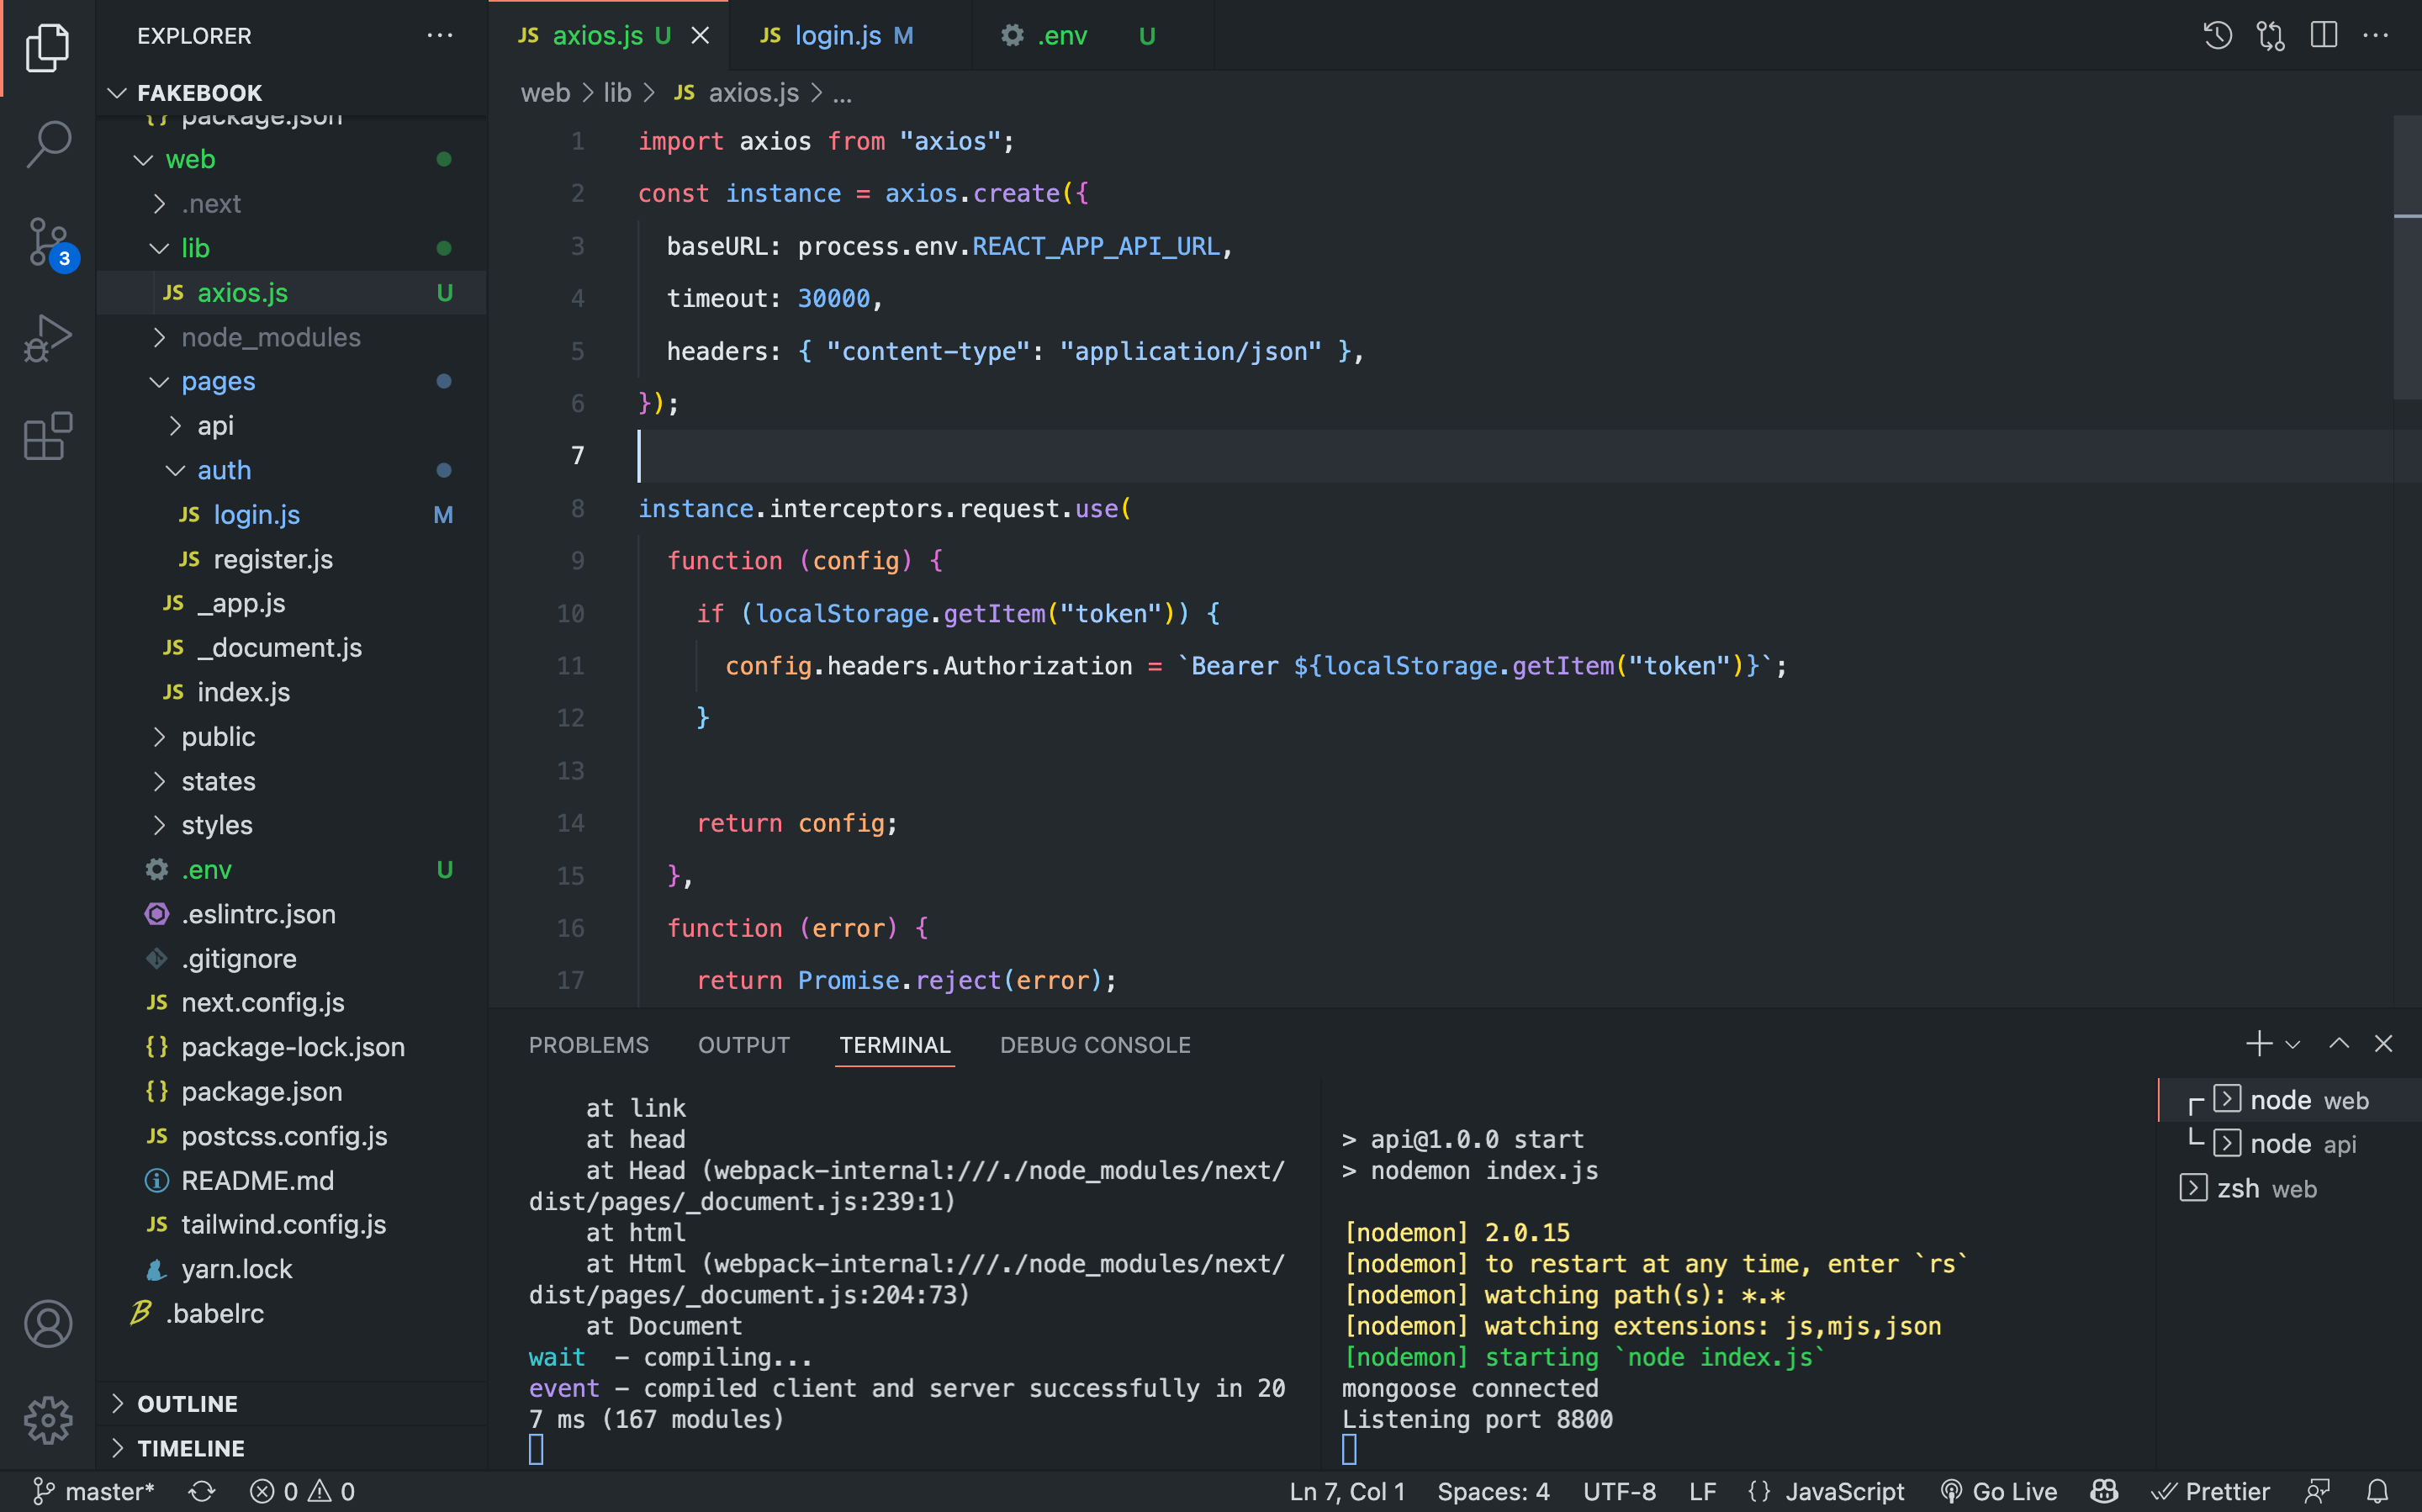 EXPLORER
FAKEBOOK
package.json
web
.next
lib
JS axios.js U
node_modules
pages
api
auth
JS login.js M
JS register.js
JS _app.js
JS _document.js
JS index.js
public
states
styles
.env U
.eslintrc.json
.gitignore
JS next.config.js
{} package-lock.json
{} package.json
JS postcss.config.js
README.md
JS tailwind.config.js
yarn.lock
.babelrc
OUTLINE
TIMELINE
3
JS axios.js U
JS login.js M
.env U
web > lib > JS axios.js > ...
1 import axios from "axios";
2 const instance = axios.create({
3 baseURL: process.env.REACT_APP_API_URL,
4 timeout: 30000,
5 headers: { "content-type": "application/json" },
6 });
7
8 instance.interceptors.request.use(
9 function (config) {
10 if (localStorage.getItem("token")) {
11 config.headers.Authorization = `Bearer ${localStorage.getItem("token")}`;
12 }
13
14 return config;
15 },
16 function (error) {
17 return Promise.reject(error);
PROBLEMS OUTPUT TERMINAL DEBUG CONSOLE
at link
at head
at Head (webpack-internal:///./node_modules/next/
dist/pages/_document.js:239:1)
at html
at Html (webpack-internal:///./node_modules/next/
dist/pages/_document.js:204:73)
at Document
wait - compiling...
event - compiled client and server successfully in 20
7 ms (167 modules)
> api@1.0.0 start
> nodemon index.js
[nodemon] 2.0.15
[nodemon] to restart at any time, enter `rs`
[nodemon] watching path(s): *.*
[nodemon] watching extensions: js,mjs,json
[nodemon] starting `node index.js`
mongoose connected
Listening port 8800
node web
node api
zsh web
master* 0 0 Ln 7, Col 1 Spaces: 4 UTF-8 LF {} JavaScript Go Live Prettier